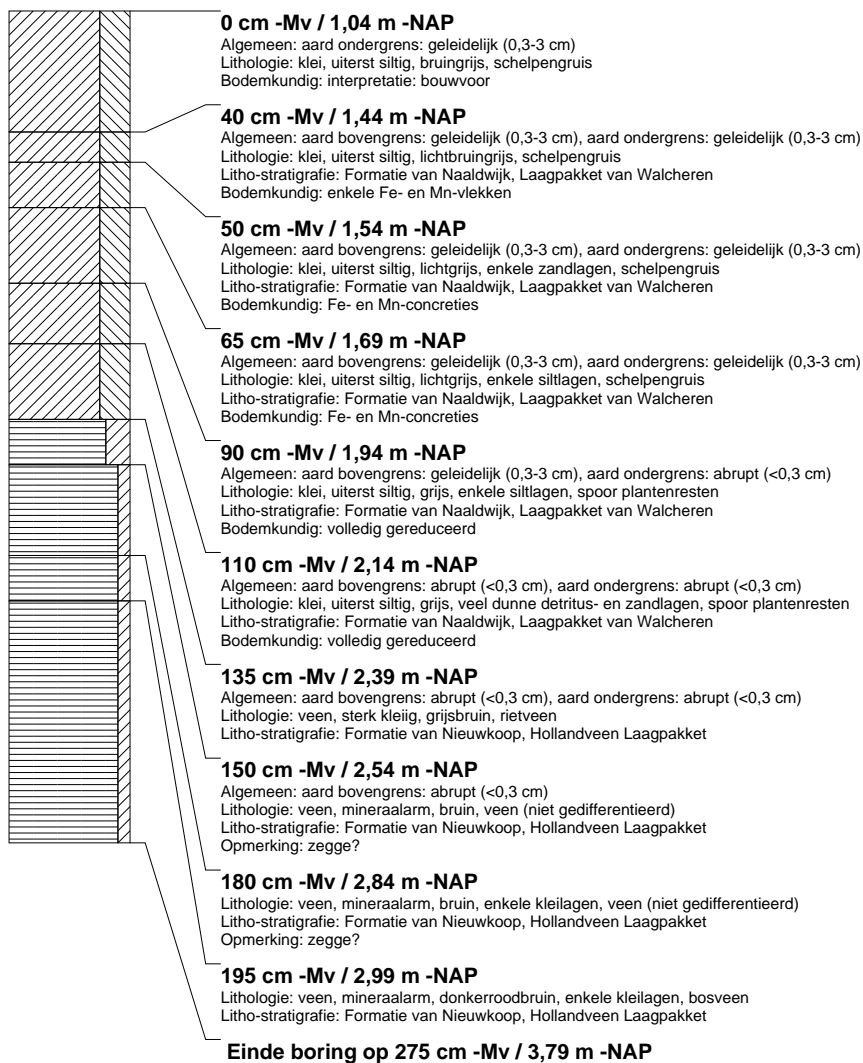 0 cm -Mv / 1,04 m -NAP
Algemeen: aard ondergrens: geleidelijk (0,3-3 cm)
Lithologie: klei, uiterst siltig, bruingrijs, schelpengruis
Bodemkundig: interpretatie: bouwvoor
40 cm -Mv / 1,44 m -NAP
Algemeen: aard bovengrens: geleidelijk (0,3-3 cm), aard ondergrens: geleidelijk (0,3-3 cm)
Lithologie: klei, uiterst siltig, lichtbruingrijs, schelpengruis
Litho-stratigrafie: Formatie van Naaldwijk, Laagpakket van Walcheren
Bodemkundig: enkele Fe- en Mn-vlekken
50 cm -Mv / 1,54 m -NAP
Algemeen: aard bovengrens: geleidelijk (0,3-3 cm), aard ondergrens: geleidelijk (0,3-3 cm)
Lithologie: klei, uiterst siltig, lichtgrijs, enkele zandlagen, schelpengruis
Litho-stratigrafie: Formatie van Naaldwijk, Laagpakket van Walcheren
Bodemkundig: Fe- en Mn-concreties
65 cm -Mv / 1,69 m -NAP
Algemeen: aard bovengrens: geleidelijk (0,3-3 cm), aard ondergrens: geleidelijk (0,3-3 cm)
Lithologie: klei, uiterst siltig, lichtgrijs, enkele siltlagen, schelpengruis
Litho-stratigrafie: Formatie van Naaldwijk, Laagpakket van Walcheren
Bodemkundig: Fe- en Mn-concreties
90 cm -Mv / 1,94 m -NAP
Algemeen: aard bovengrens: geleidelijk (0,3-3 cm), aard ondergrens: abrupt (<0,3 cm)
Lithologie: klei, uiterst siltig, grijs, enkele siltlagen, spoor plantenresten
Litho-stratigrafie: Formatie van Naaldwijk, Laagpakket van Walcheren
Bodemkundig: volledig gereduceerd
110 cm -Mv / 2,14 m -NAP
Algemeen: aard bovengrens: abrupt (<0,3 cm), aard ondergrens: abrupt (<0,3 cm)
Lithologie: klei, uiterst siltig, grijs, veel dunne detritus- en zandlagen, spoor plantenresten
Litho-stratigrafie: Formatie van Naaldwijk, Laagpakket van Walcheren
Bodemkundig: volledig gereduceerd
135 cm -Mv / 2,39 m -NAP
Algemeen: aard bovengrens: abrupt (<0,3 cm), aard ondergrens: abrupt (<0,3 cm)
Lithologie: veen, sterk kleiig, grijsbruin, rietveen
Litho-stratigrafie: Formatie van Nieuwkoop, Hollandveen Laagpakket
150 cm -Mv / 2,54 m -NAP
Algemeen: aard bovengrens: abrupt (<0,3 cm)
Lithologie: veen, mineraalarm, bruin, veen (niet gedifferentieerd)
Litho-stratigrafie: Formatie van Nieuwkoop, Hollandveen Laagpakket
Opmerking: zegge?
180 cm -Mv / 2,84 m -NAP
Lithologie: veen, mineraalarm, bruin, enkele kleilagen, veen (niet gedifferentieerd)
Litho-stratigrafie: Formatie van Nieuwkoop, Hollandveen Laagpakket
Opmerking: zegge?
195 cm -Mv / 2,99 m -NAP
Lithologie: veen, mineraalarm, donkerroodbruin, enkele kleilagen, bosveen
Litho-stratigrafie: Formatie van Nieuwkoop, Hollandveen Laagpakket
Einde boring op 275 cm -Mv / 3,79 m -NAP